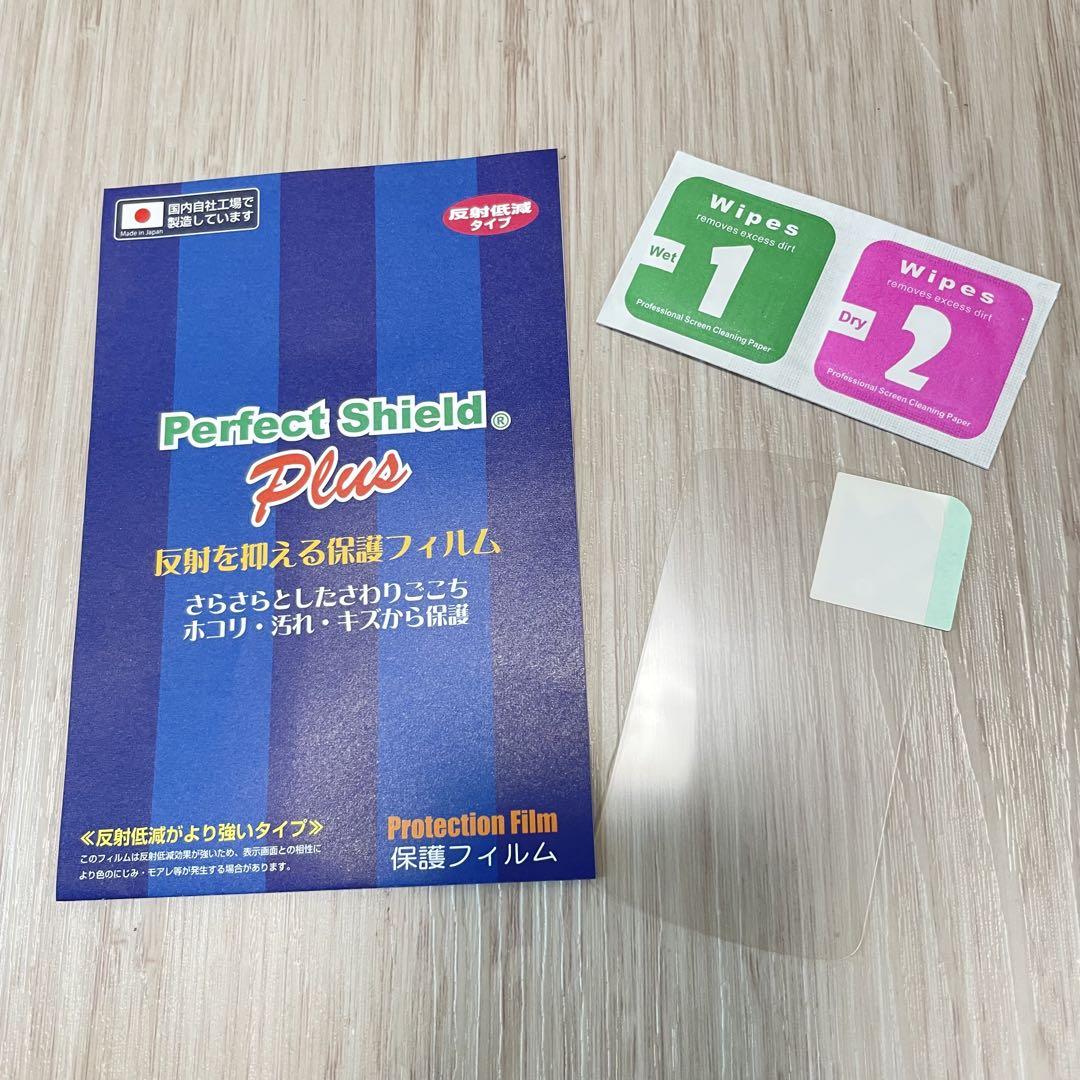 国内自社工場で
製造しています
Made in Japan
反射低減
タイプ
Perfect Shield®
Plus
反射を抑える保護フィルム
さらさらとしたさわりごこち
ホコリ・汚れ・キズから保護
≪反射低減がより強いタイプ≫
このフィルムは反射低減効果が強いため、表示画面との相性に
より色のにじみ・モアレ等が発生する場合があります。
Protection Film
保護フィルム
Wipes
removes excess dirt
Wet
1
Professional Screen Cleaning Paper
Wipes
removes excess dirt
Dry
2
Professional Screen Cleaning Paper